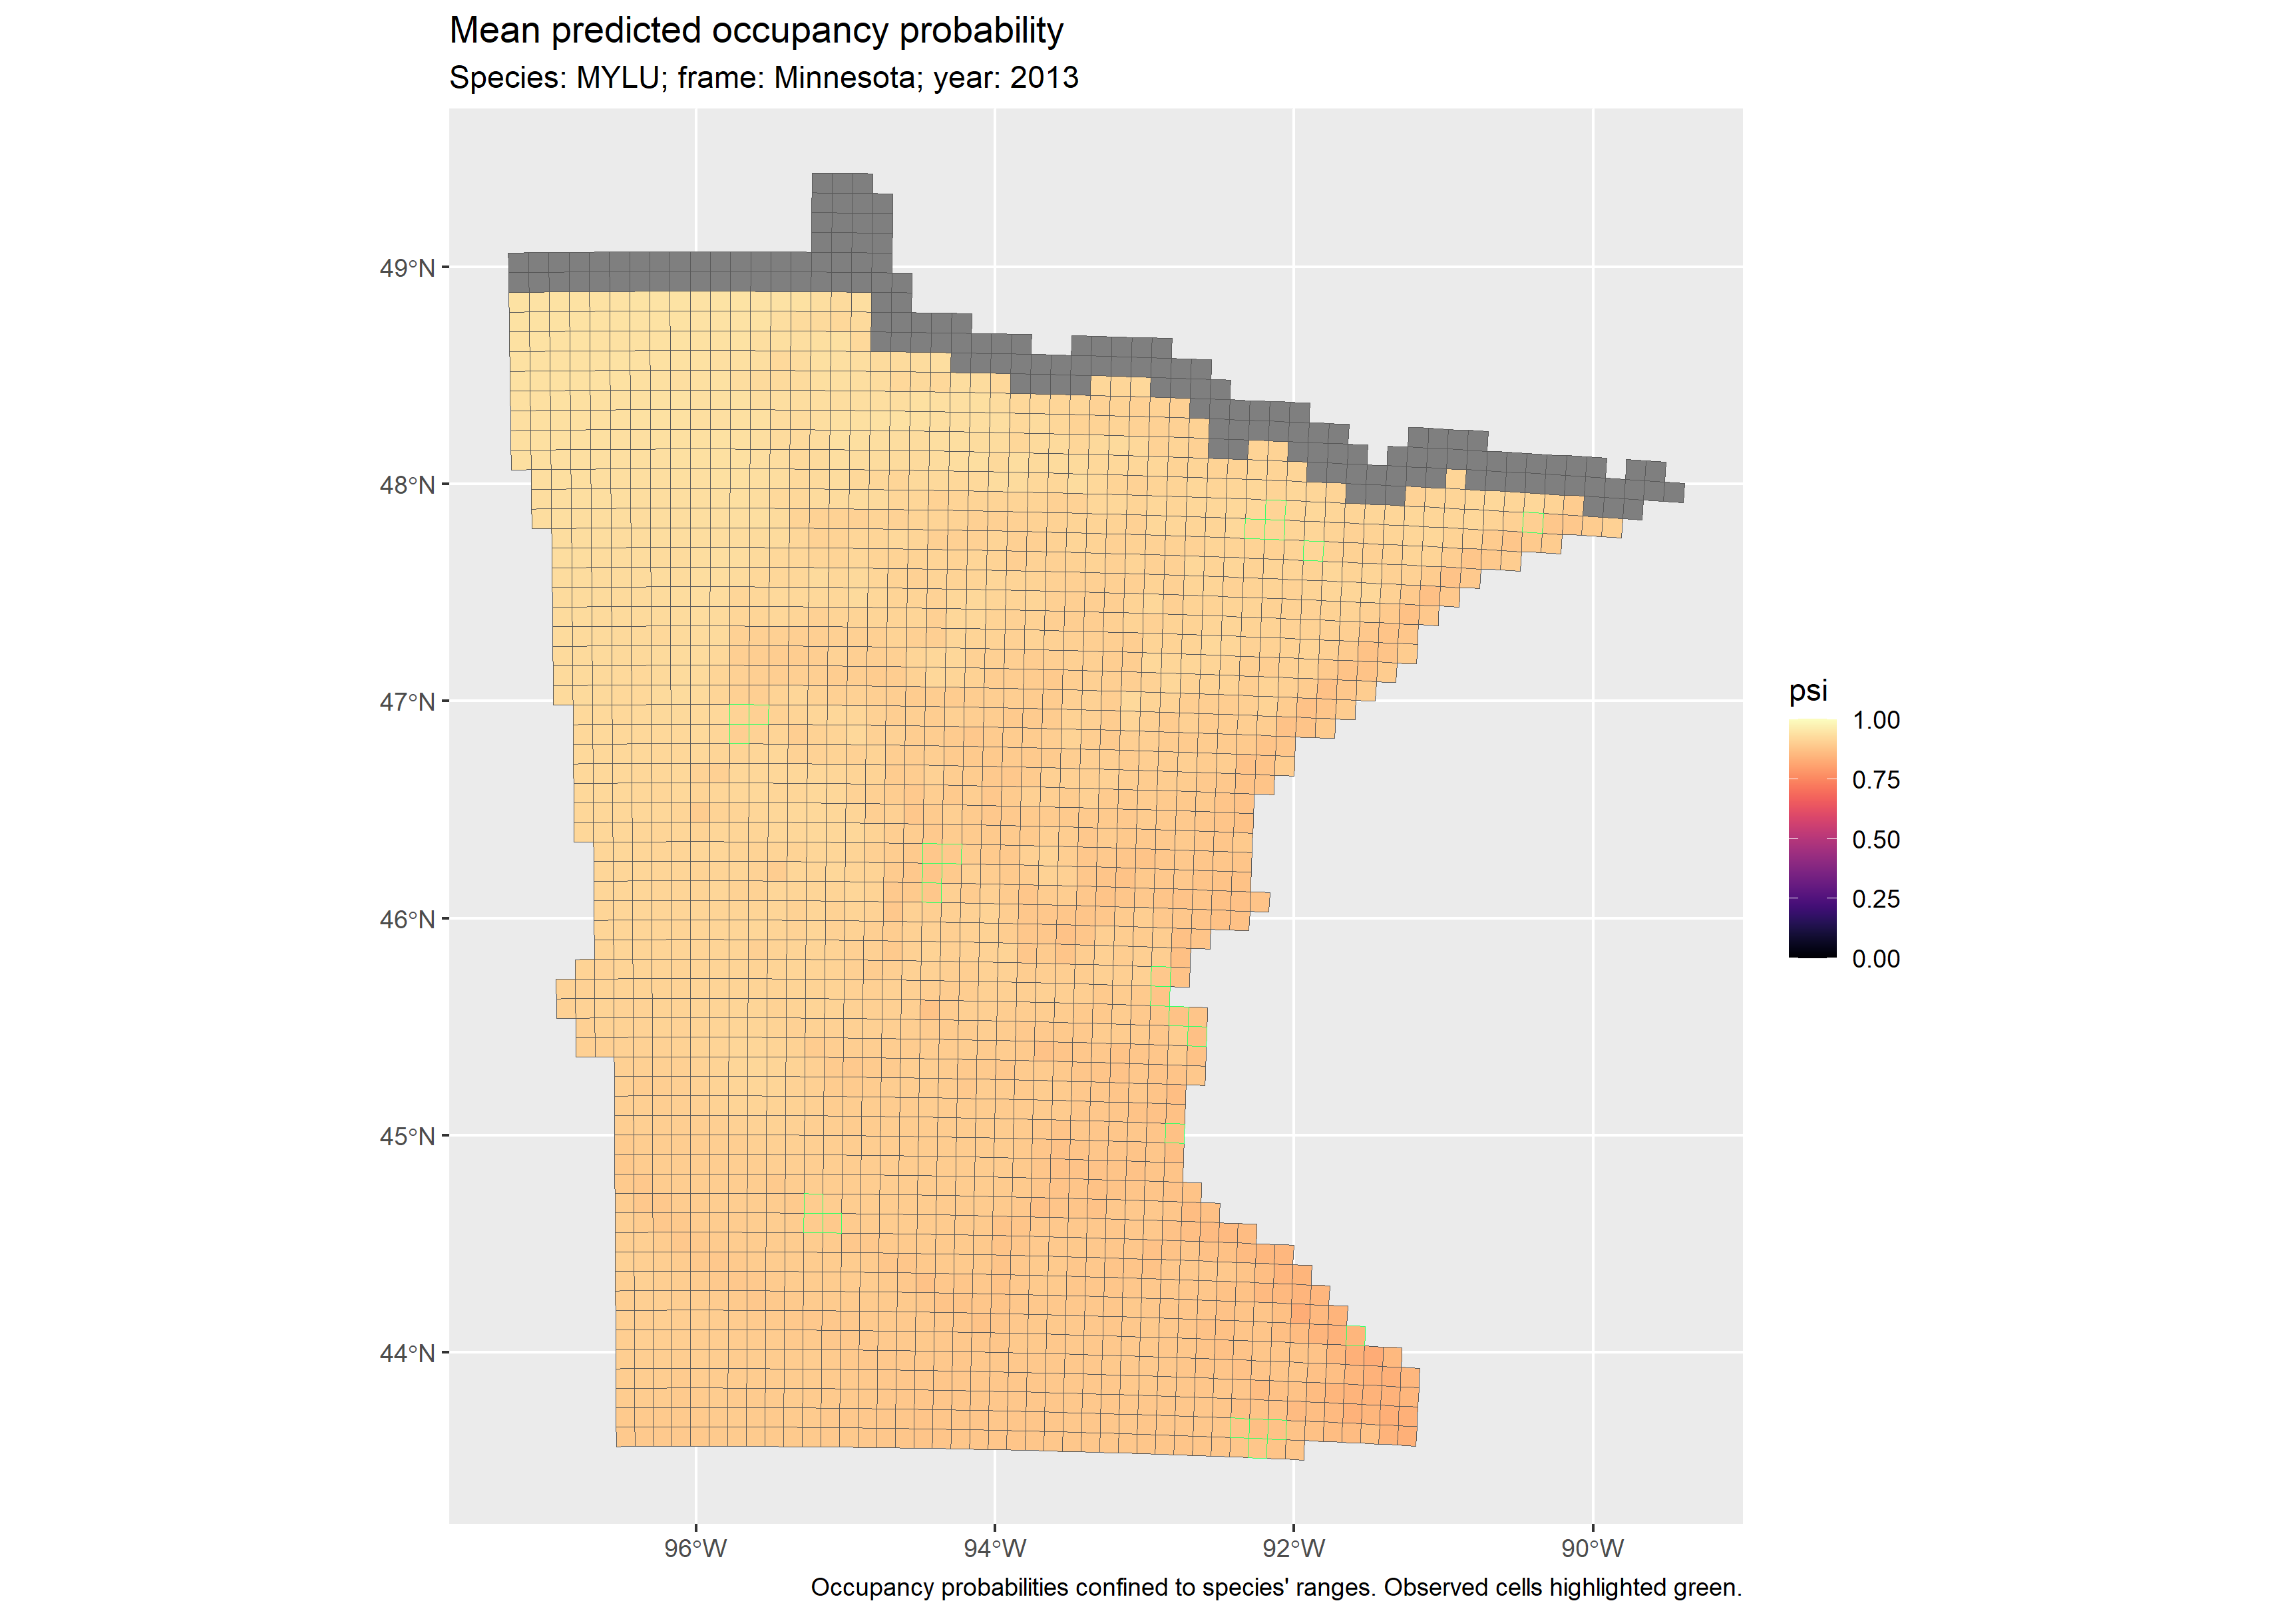 Mean predicted occupancy probability
Species: MYLU; frame: Minnesota; year: 2013
49°N
48°N
47°N
46°N
45°N
44°N
96°W
94°W
92°W
90°W
psi
1.00
0.75
0.50
0.25
0.00
Occupancy probabilities confined to species' ranges. Observed cells highlighted green.